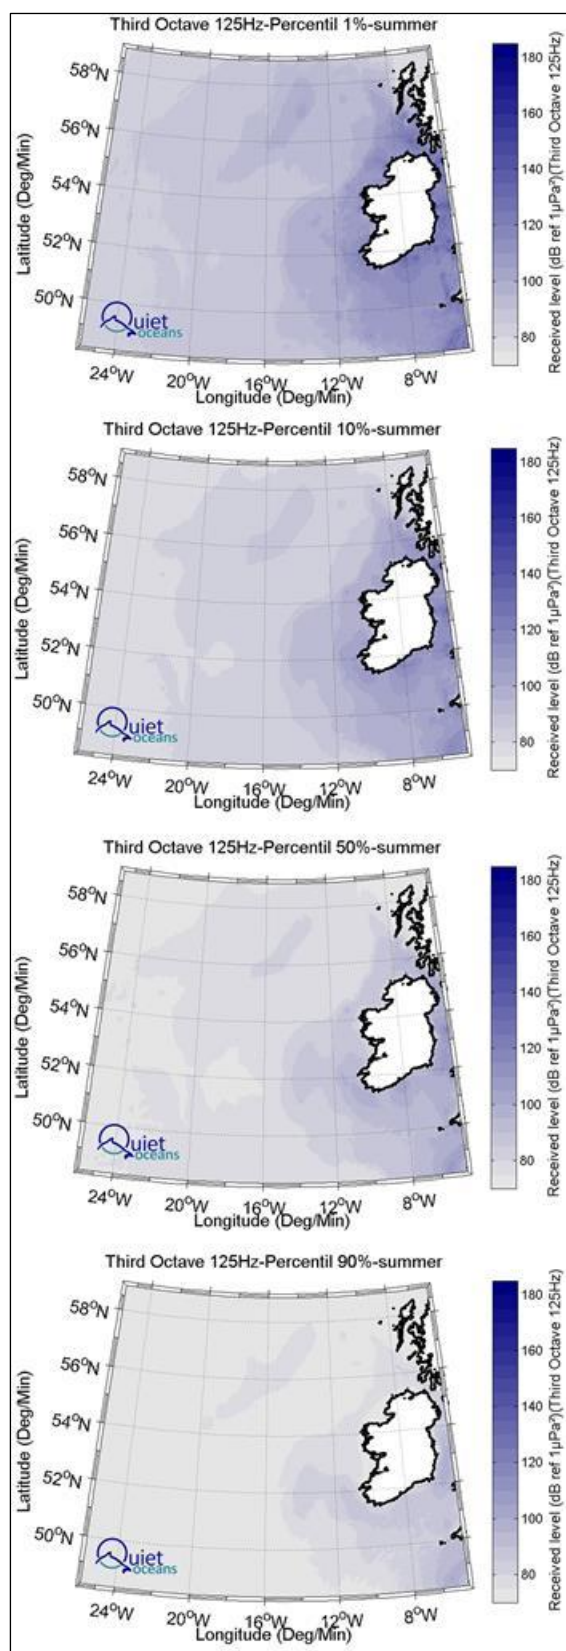 Third Octave 125Hz-Percentil 1%-summer
58°N
56°N
54°N
52°N
50°N
Latitude (Deg/Min)
Quiet
oceans
24°W 20°W 16°W 12°W 8°W
Longitude (Deg/Min)
180
160
140
120
100
80
Received level (dB ref 1µPa²)(Third Octave 125Hz)
Third Octave 125Hz-Percentil 10%-summer
58°N
56°N
54°N
52°N
50°N
Latitude (Deg/Min)
Quiet
oceans
24°W 20°W 16°W 12°W 8°W
Longitude (Deg/Min)
180
160
140
120
100
80
Received level (dB ref 1µPa²)(Third Octave 125Hz)
Third Octave 125Hz-Percentil 50%-summer
58°N
56°N
54°N
52°N
50°N
Latitude (Deg/Min)
Quiet
oceans
24°W 20°W 16°W 12°W 8°W
Longitude (Deg/Min)
180
160
140
120
100
80
Received level (dB ref 1µPa²)(Third Octave 125Hz)
Third Octave 125Hz-Percentil 90%-summer
58°N
56°N
54°N
52°N
50°N
Latitude (Deg/Min)
Quiet
oceans
24°W 20°W 16°W 12°W 8°W
Longitude (Deg/Min)
180
160
140
120
100
80
Received level (dB ref 1µPa²)(Third Octave 125Hz)